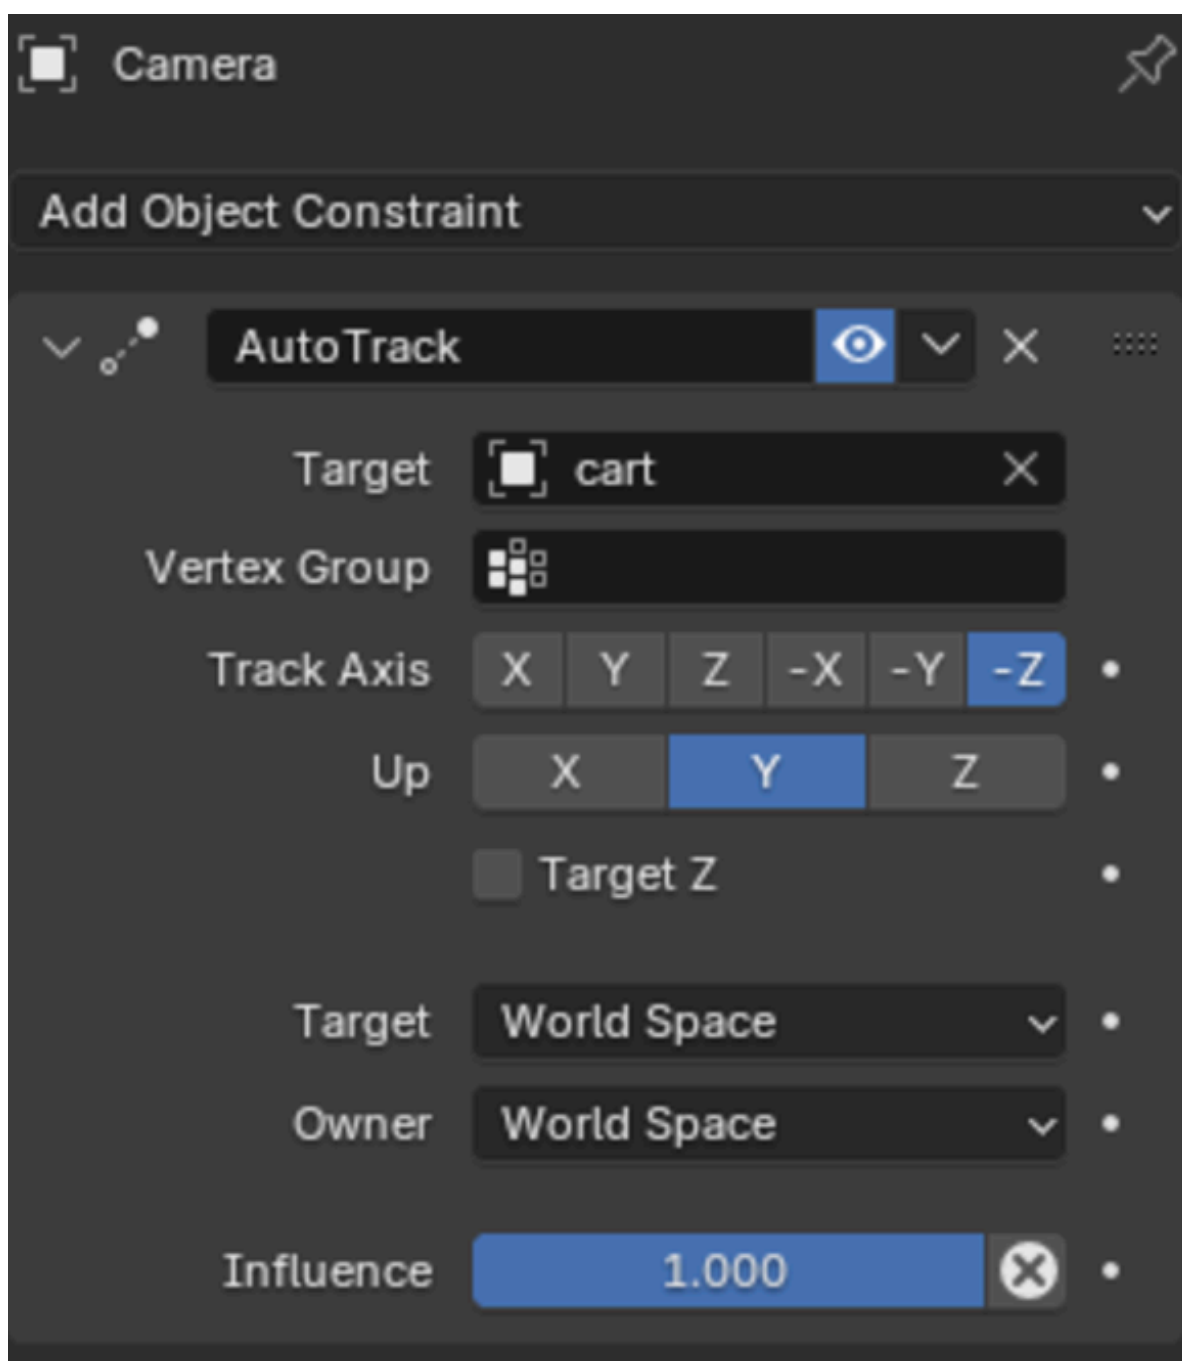 Camera
Add Object Constraint
AutoTrack
Target cart
Vertex Group
Track Axis X Y Z -X -Y -Z
Up X Y Z
Target Z
Target World Space
Owner World Space
Influence 1.000